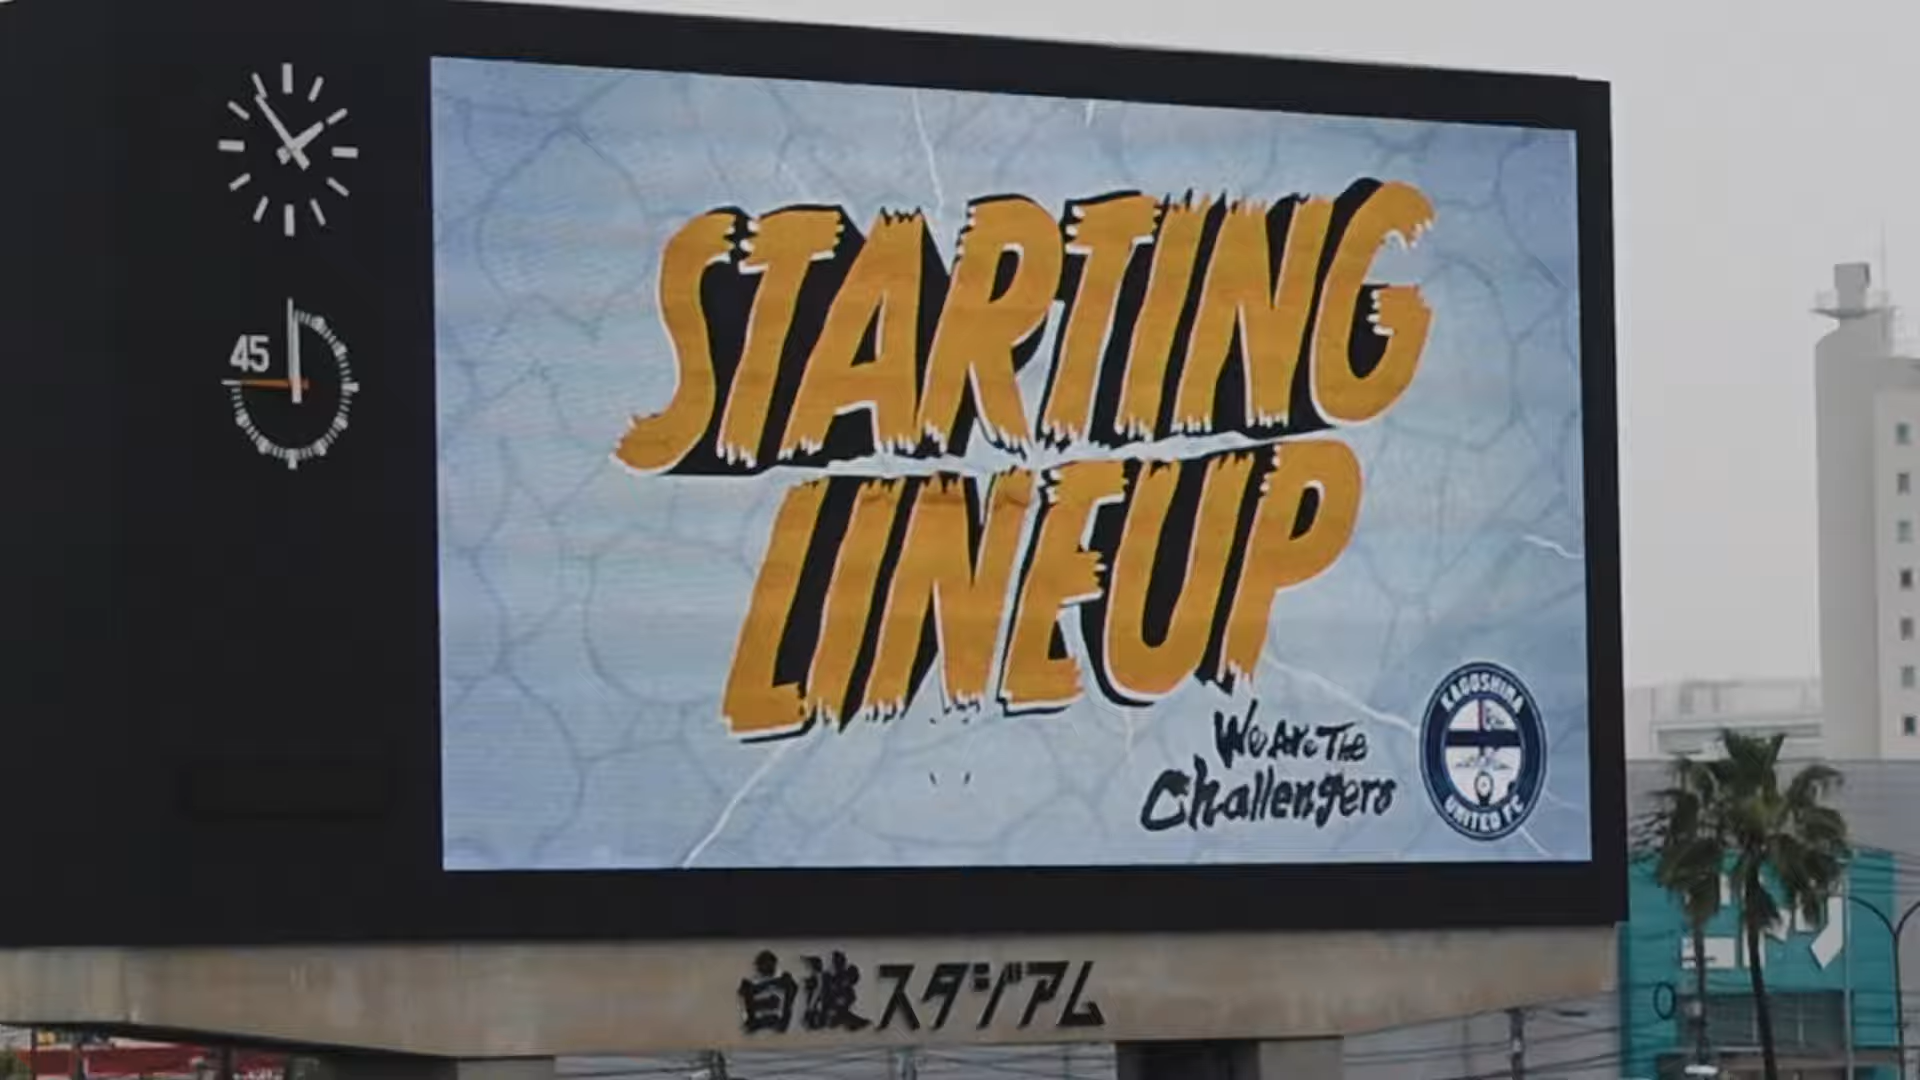 45
STARTING
LINEUP
We Are The
Challengers
KAGOSHIMA
UNITED FC
白波スタジアム